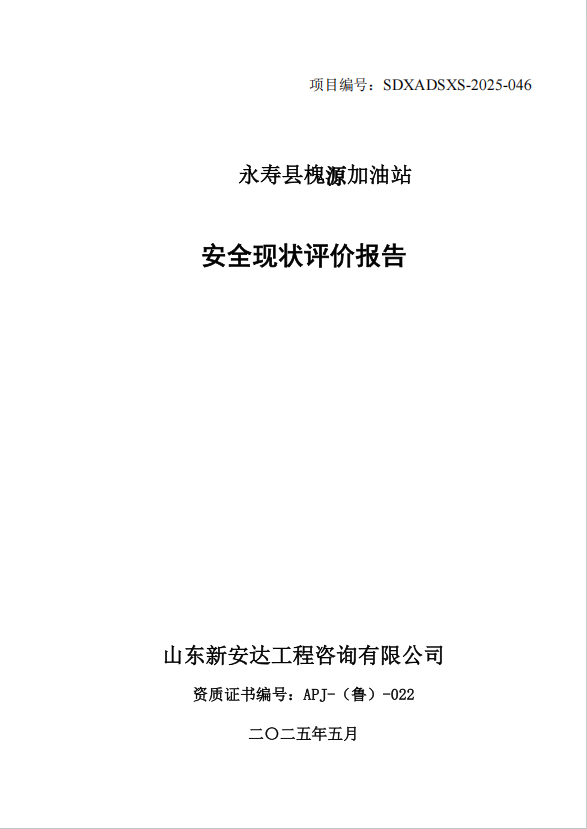 项目编号：SDXADSXS-2025-046
永寿县槐源加油站
安全现状评价报告
山东新安达工程咨询有限公司
资质证书编号：APJ-（鲁）-022
二〇二五年五月